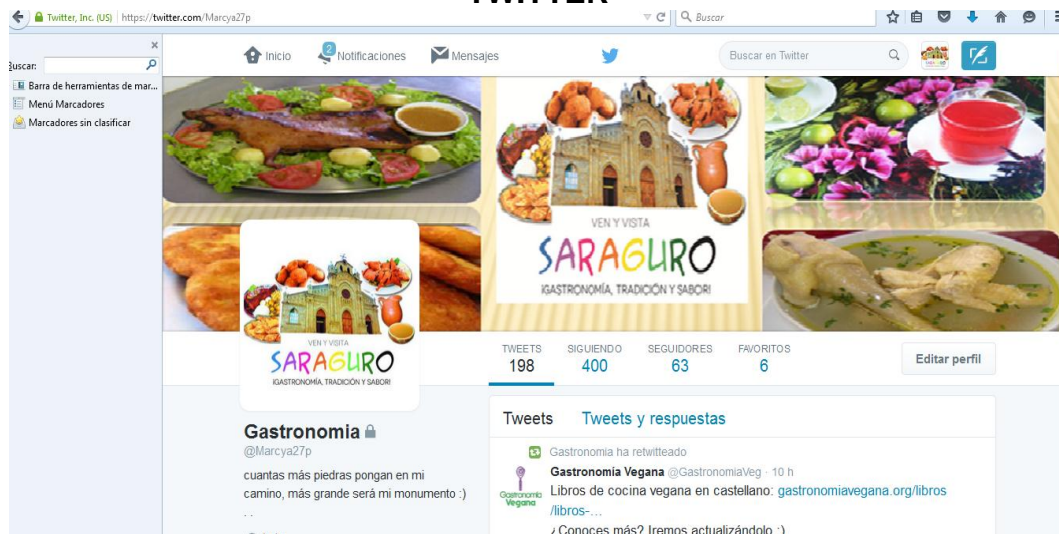 TWITTER
Twitter, Inc. (US) https://twitter.com/Marcya27p
Buscar
Buscar:
Barra de herramientas de mar...
Menú Marcadores
Marcadores sin clasificar
Inicio
2
Notificaciones
Mensajes
Buscar en Twitter
VEN Y VISITA
SARAGURO
¡GASTRONOMÍA, TRADICIÓN Y SABOR!
VEN Y VISITA
SARAGURO
¡GASTRONOMÍA, TRADICIÓN Y SABOR!
TWEETS SIGUIENDO SEGUIDORES FAVORITOS
198 400 63 6
Editar perfil
Gastronomia
@Marcya27p
cuantas más piedras pongan en mi
camino, más grande será mi monumento :)
. .
Tweets Tweets y respuestas
Gastronomia ha retwitteado
Gastronomía Vegana @GastronomiaVeg · 10 h
Gastronomía
Vegana
Libros de cocina vegana en castellano: gastronomiavegana.org/libros
/libros-…
¿Conoces más? Iremos actualizándolo :)